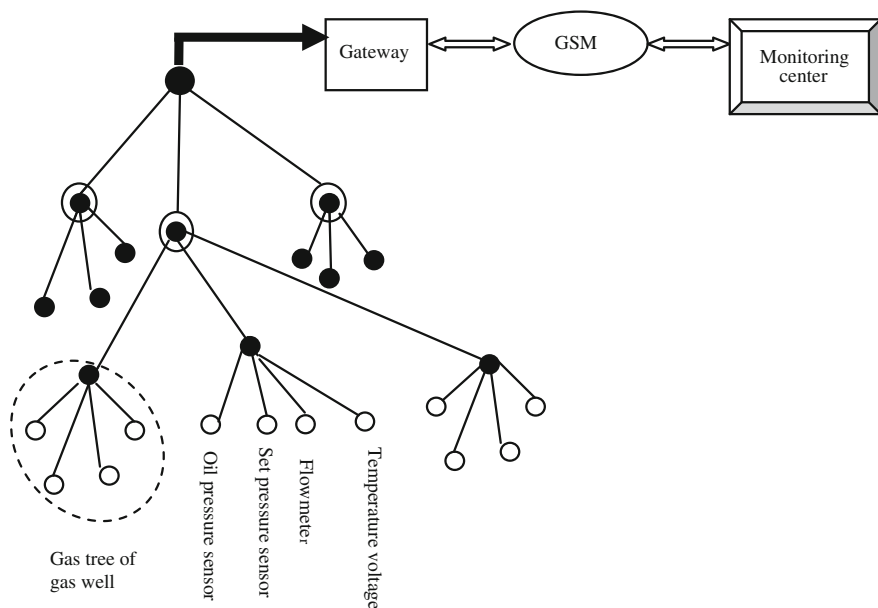 Gateway
GSM
Monitoring
center
Oil pressure sensor
Set pressure sensor
Flowmeter
Temperature voltage
Gas tree of
gas well